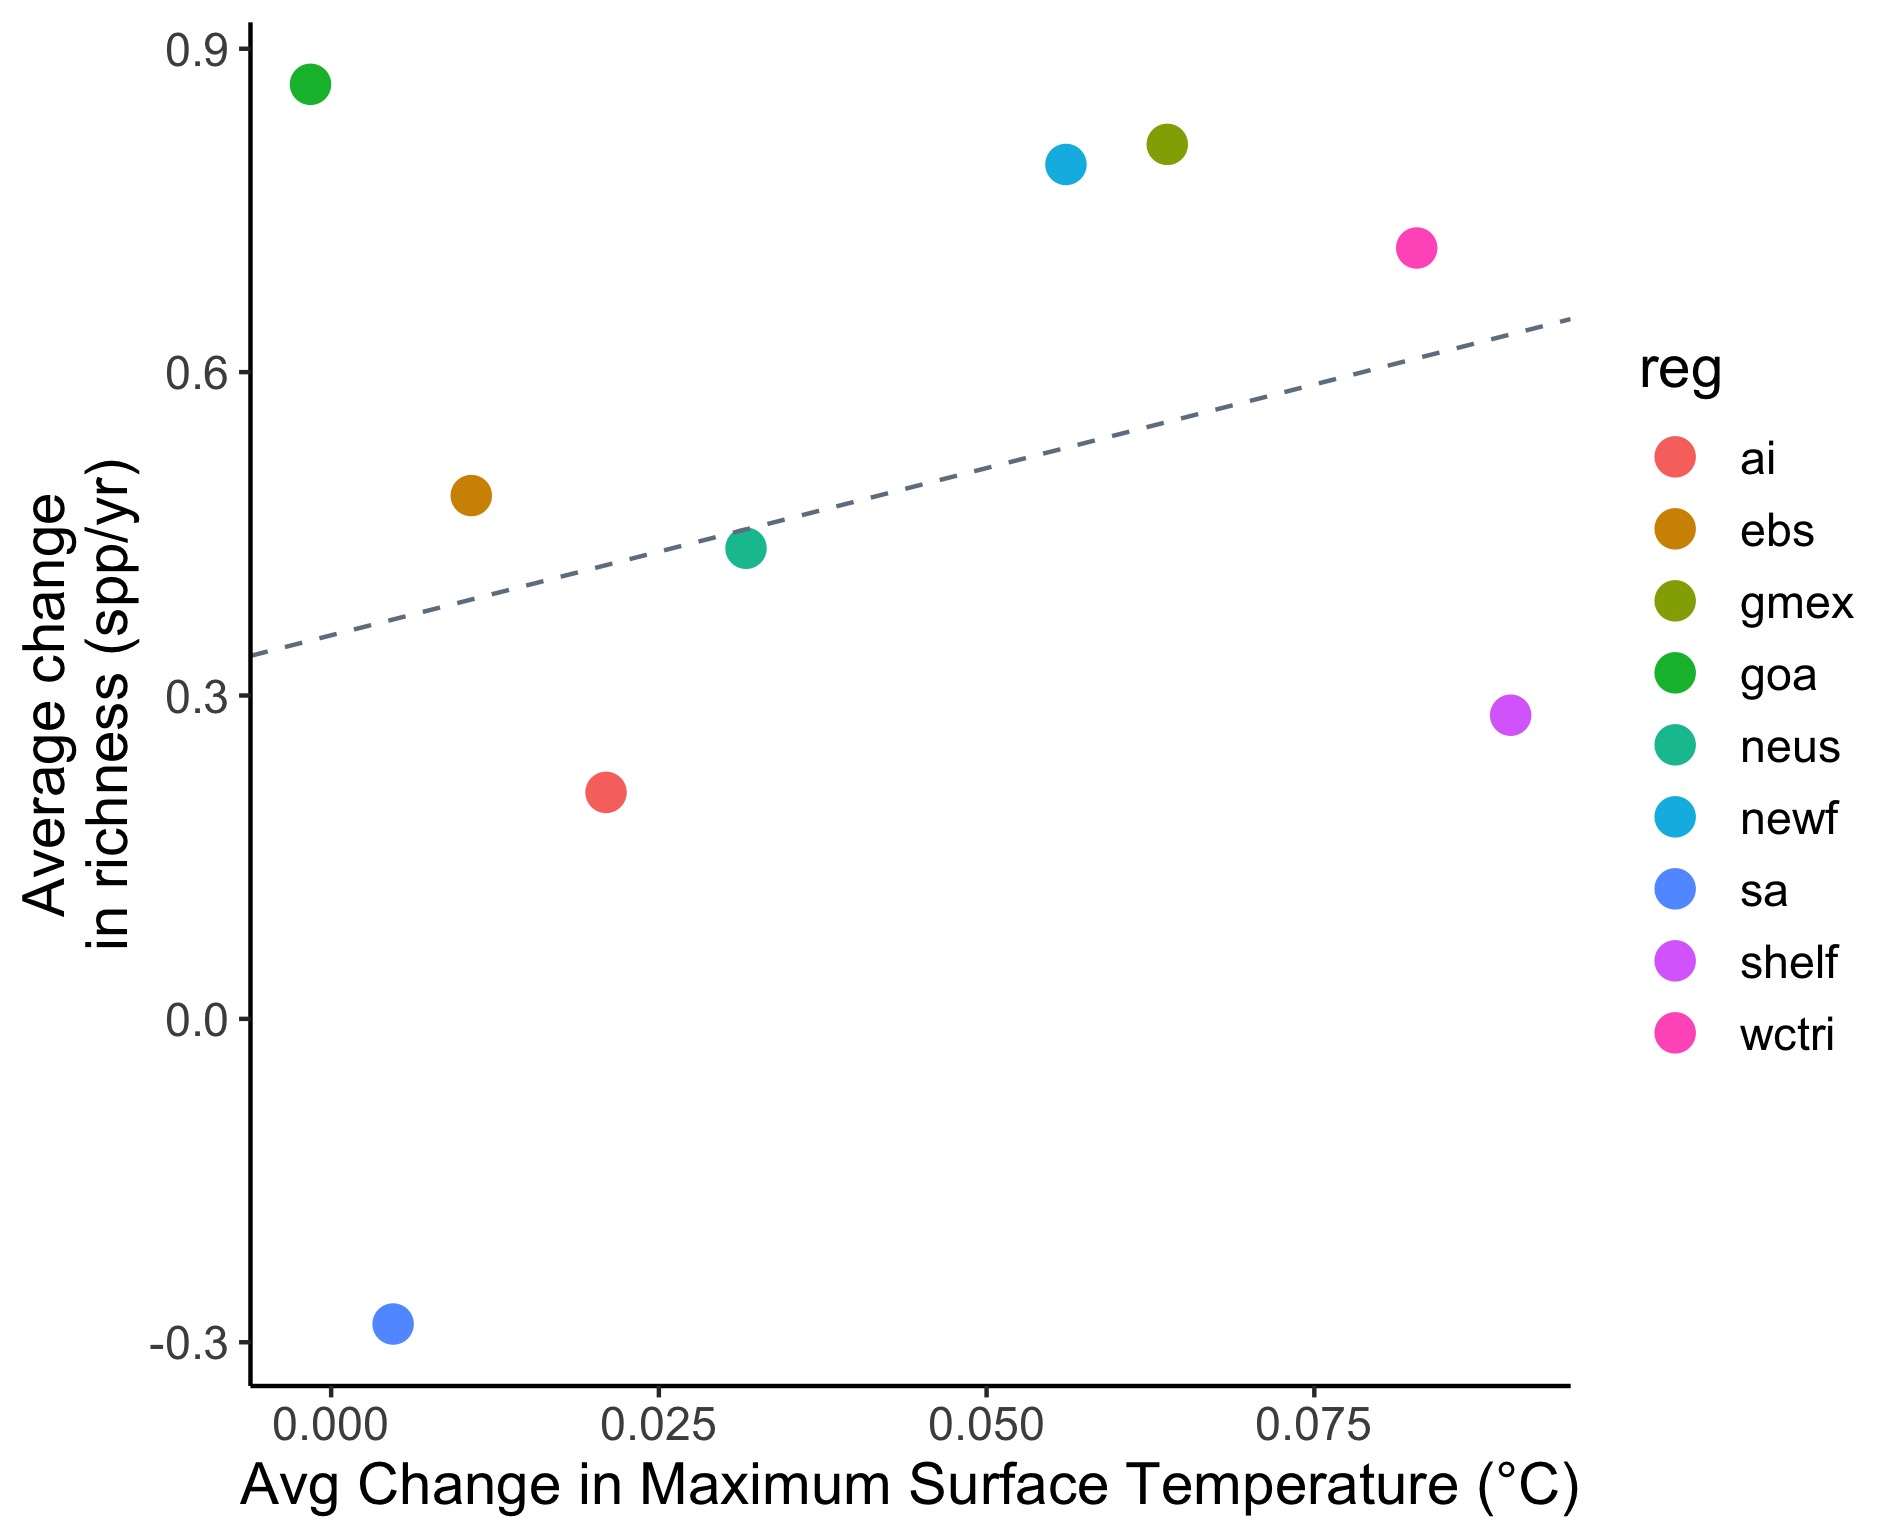 0.9
0.6
0.3
0.0
-0.3
Average change
in richness (spp/yr)
0.000
0.025
0.050
0.075
Avg Change in Maximum Surface Temperature (°C)
reg
ai
ebs
gmex
goa
neus
newf
sa
shelf
wctri